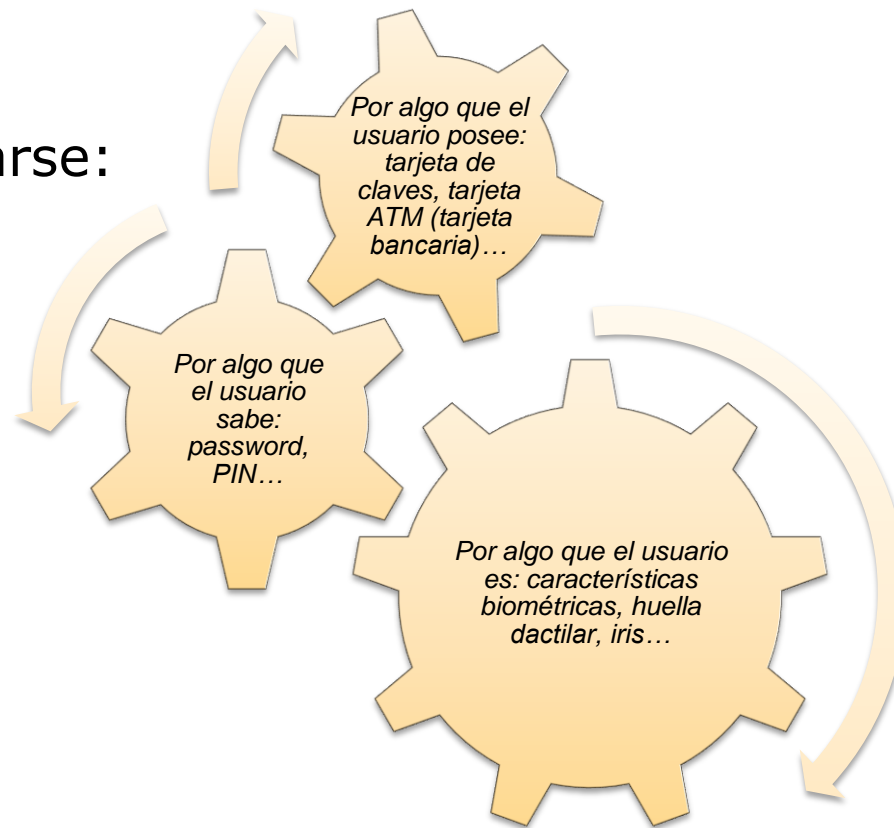 arse:
Por algo que el
usuario posee:
tarjeta de
claves, tarjeta
ATM (tarjeta
bancaria)…
Por algo que
el usuario
sabe:
password,
PIN…
Por algo que el usuario
es: características
biométricas, huella
dactilar, iris…